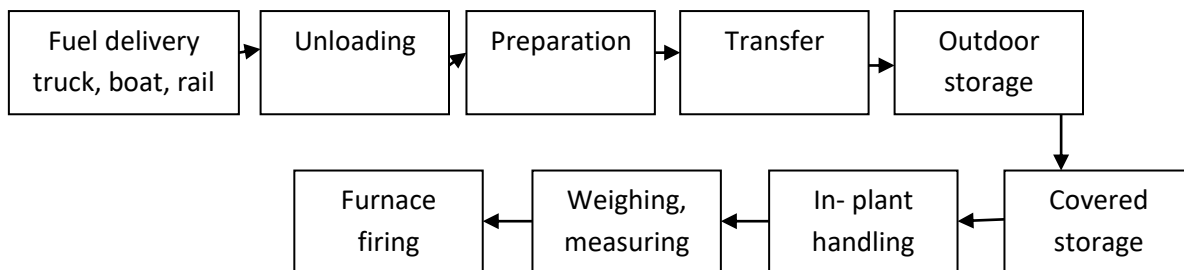 Fuel delivery
truck, boat, rail
Unloading
Preparation
Transfer
Outdoor
storage
Covered
storage
In- plant
handling
Weighing,
measuring
Furnace
firing